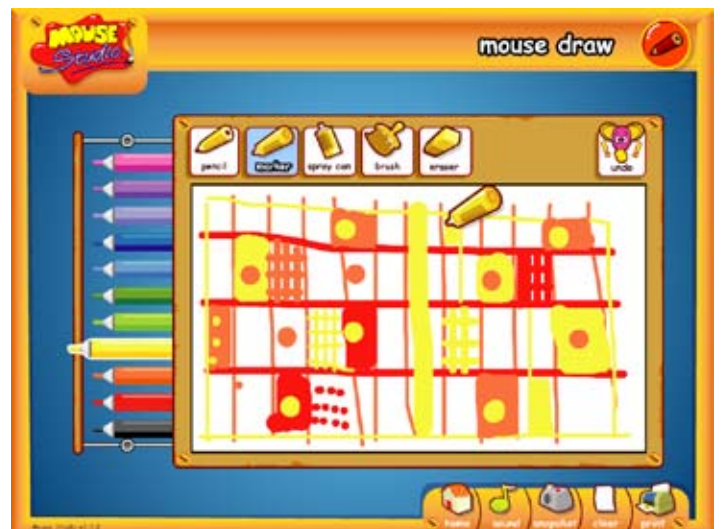 MOUSE
Studio
mouse draw
pencil
marker
spray can
brush
eraser
undo
home
sound
snapshot
clear
print